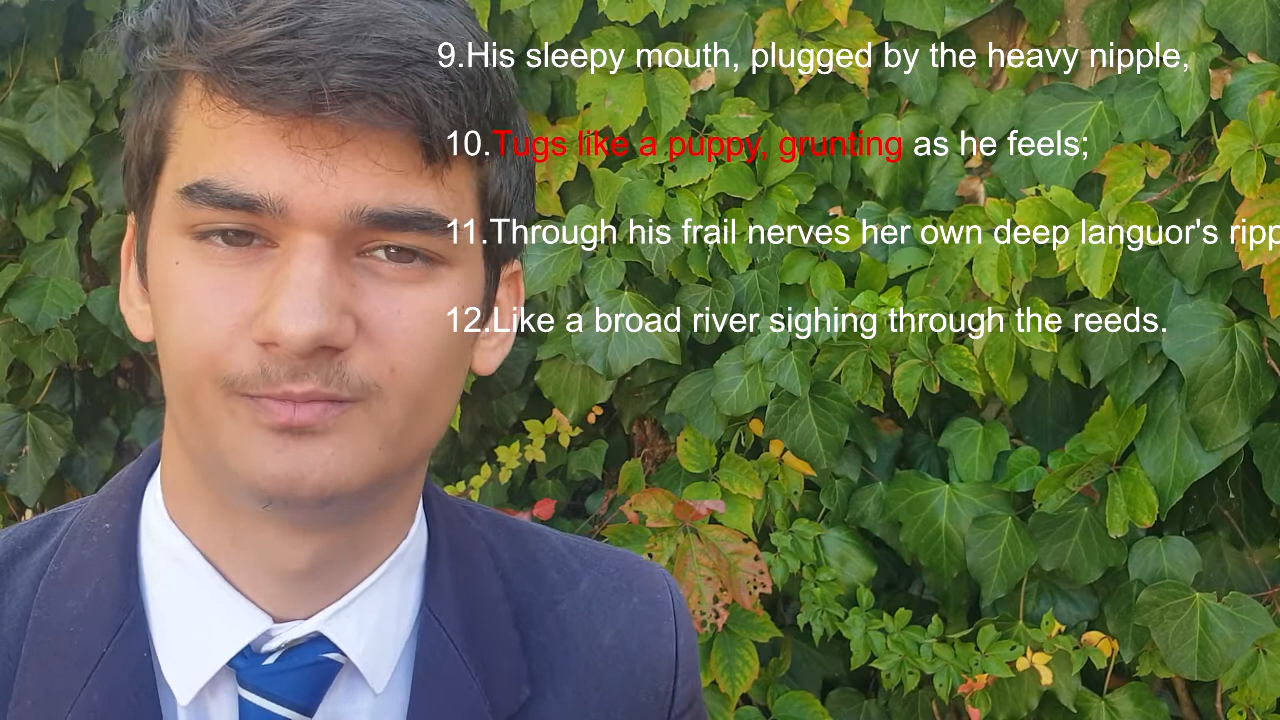 9.His sleepy mouth, plugged by the heavy nipple,
10.Tugs like a puppy, grunting as he feels;
11.Through his frail nerves her own deep languor's
12.Like a broad river sighing through the reeds.